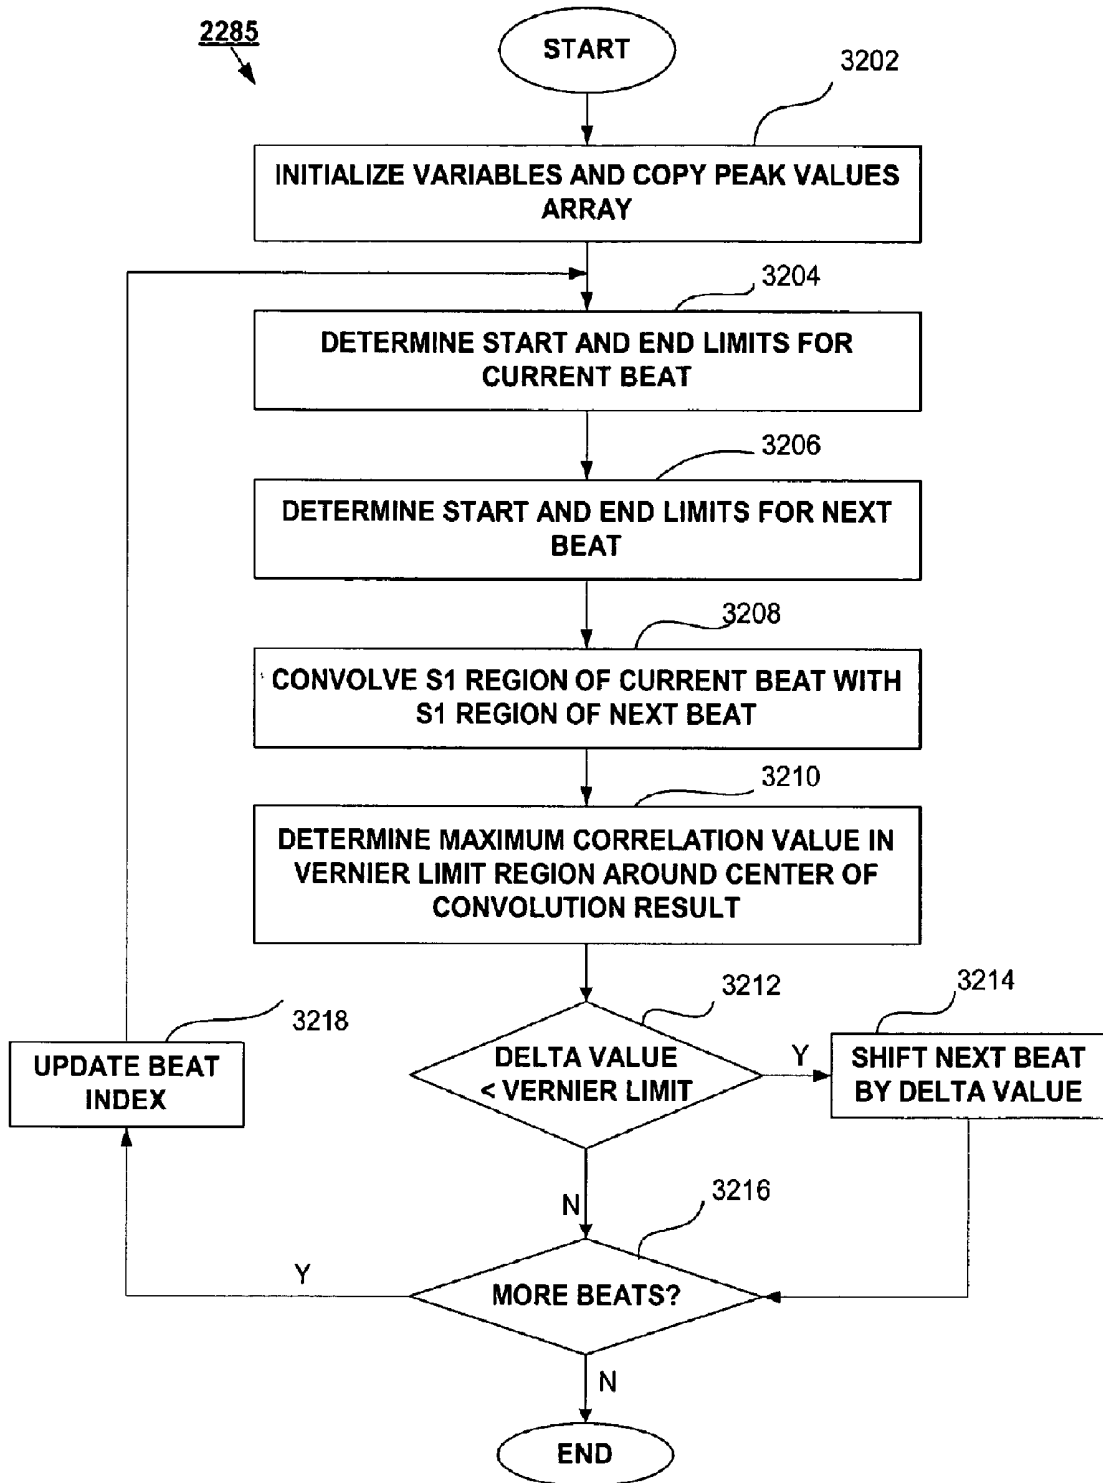 2285
START
3202
INITIALIZE VARIABLES AND COPY PEAK VALUES
ARRAY
3204
DETERMINE START AND END LIMITS FOR
CURRENT BEAT
3206
DETERMINE START AND END LIMITS FOR NEXT
BEAT
3208
CONVOLVE S1 REGION OF CURRENT BEAT WITH
S1 REGION OF NEXT BEAT
3210
DETERMINE MAXIMUM CORRELATION VALUE IN
VERNIER LIMIT REGION AROUND CENTER OF
CONVOLUTION RESULT
3212
DELTA VALUE
< VERNIER LIMIT
Y
3214
SHIFT NEXT BEAT
BY DELTA VALUE
N
3216
MORE BEATS?
Y
3218
UPDATE BEAT
INDEX
N
END